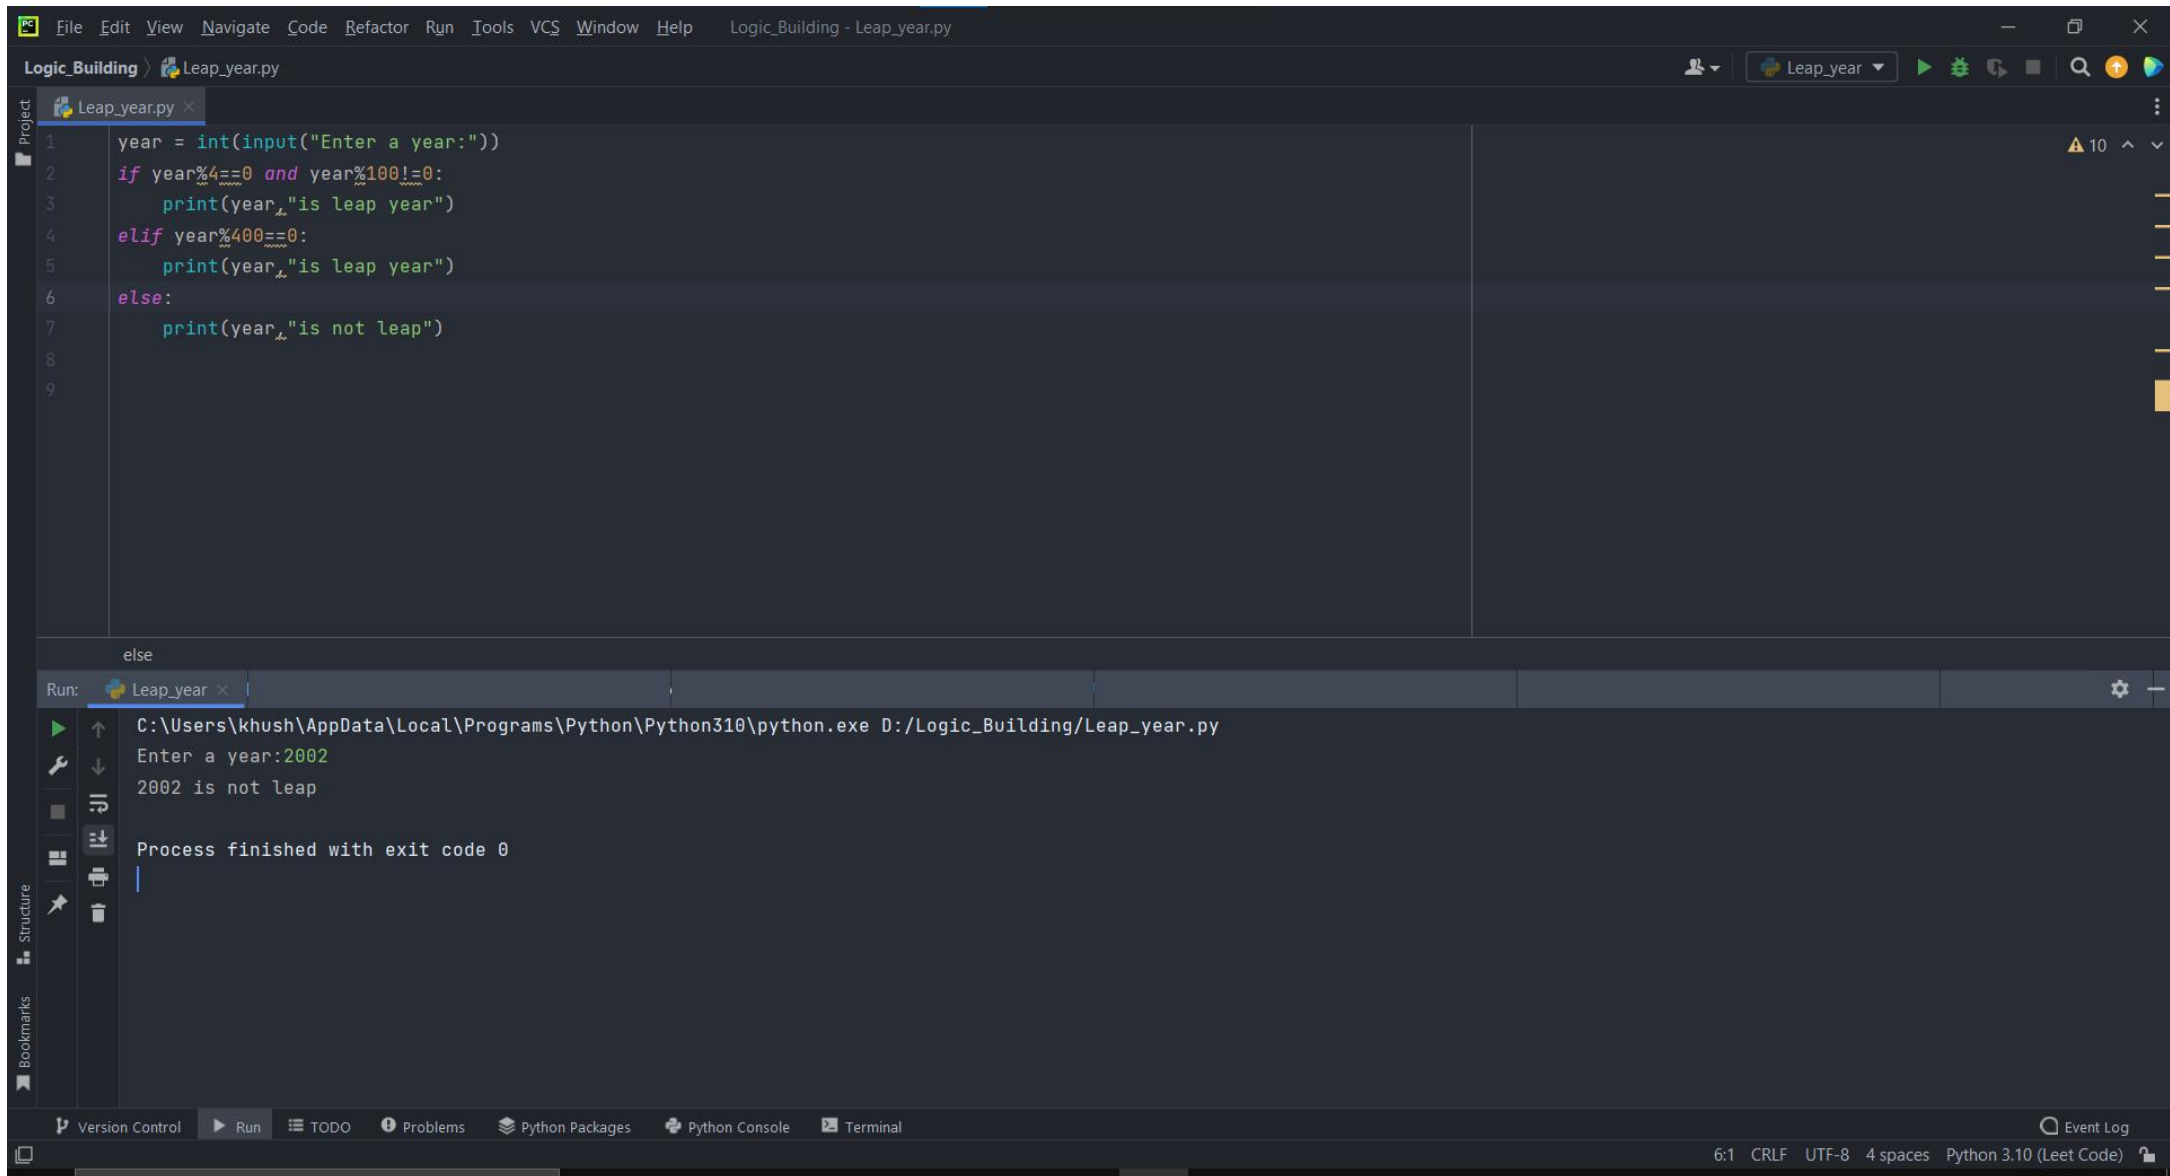 PC File Edit View Navigate Code Refactor Run Tools VCS Window Help Logic_Building - Leap_year.py
Logic_Building Leap_year.py Leap_year
Project
Leap_year.py
1 year = int(input("Enter a year:"))
2 if year%4==0 and year%100!=0:
3 print(year,"is leap year")
4 elif year%400==0:
5 print(year,"is leap year")
6 else:
7 print(year,"is not leap")
8
9
10
else
Run: Leap_year
C:\Users\khush\AppData\Local\Programs\Python\Python310\python.exe D:/Logic_Building/Leap_year.py
Enter a year:2002
2002 is not leap
Process finished with exit code 0
Structure
Bookmarks
Version Control Run TODO Problems Python Packages Python Console Terminal Event Log
6:1 CRLF UTF-8 4 spaces Python 3.10 (Leet Code)